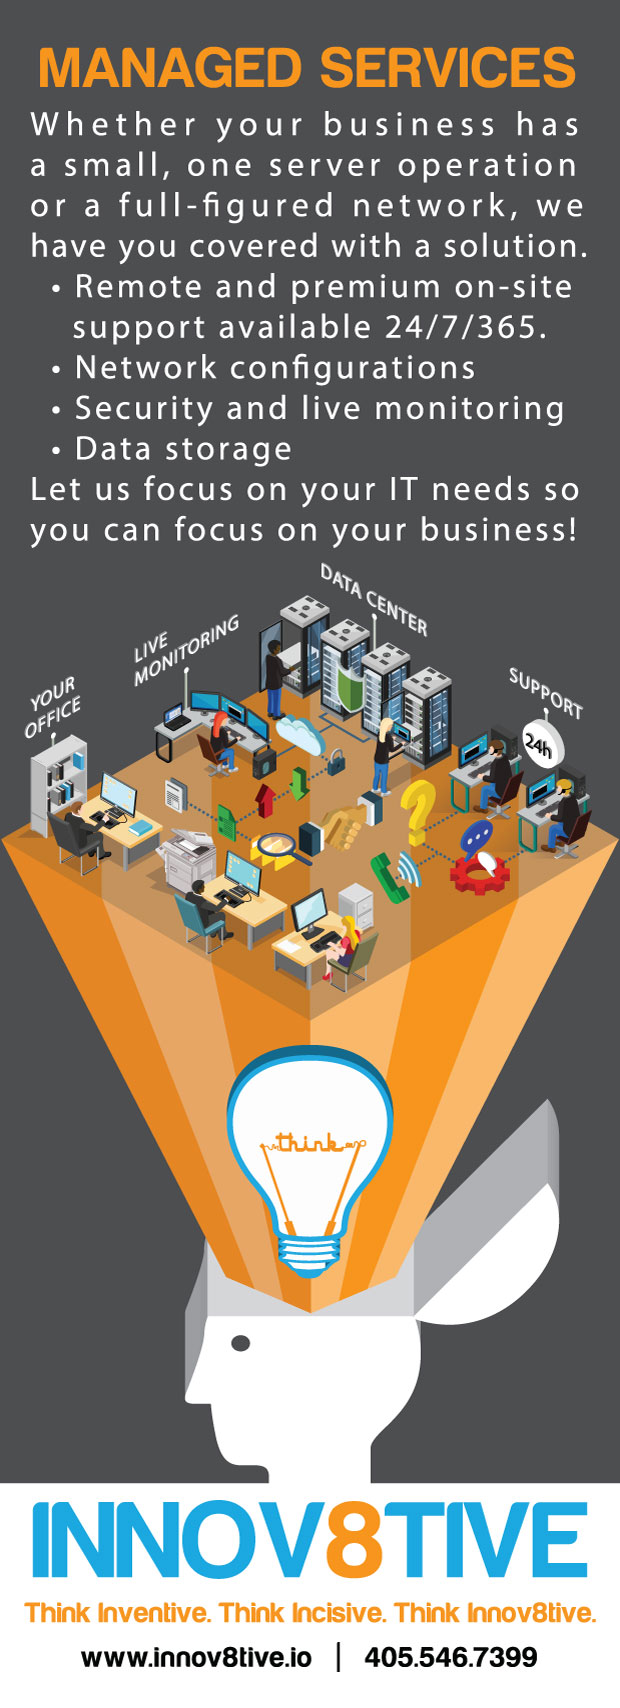 MANAGED SERVICES
Whether your business has
a small, one server operation
or a full-figured network, we
have you covered with a solution.
• Remote and premium on-site
support available 24/7/365.
• Network configurations
• Security and live monitoring
• Data storage
Let us focus on your IT needs so
you can focus on your business!
DATA CENTER
LIVE
MONITORING
YOUR
OFFICE
SUPPORT
24h
think
INNOV8TIVE
Think Inventive. Think Incisive. Think Innov8tive.
www.innov8tive.io | 405.546.7399